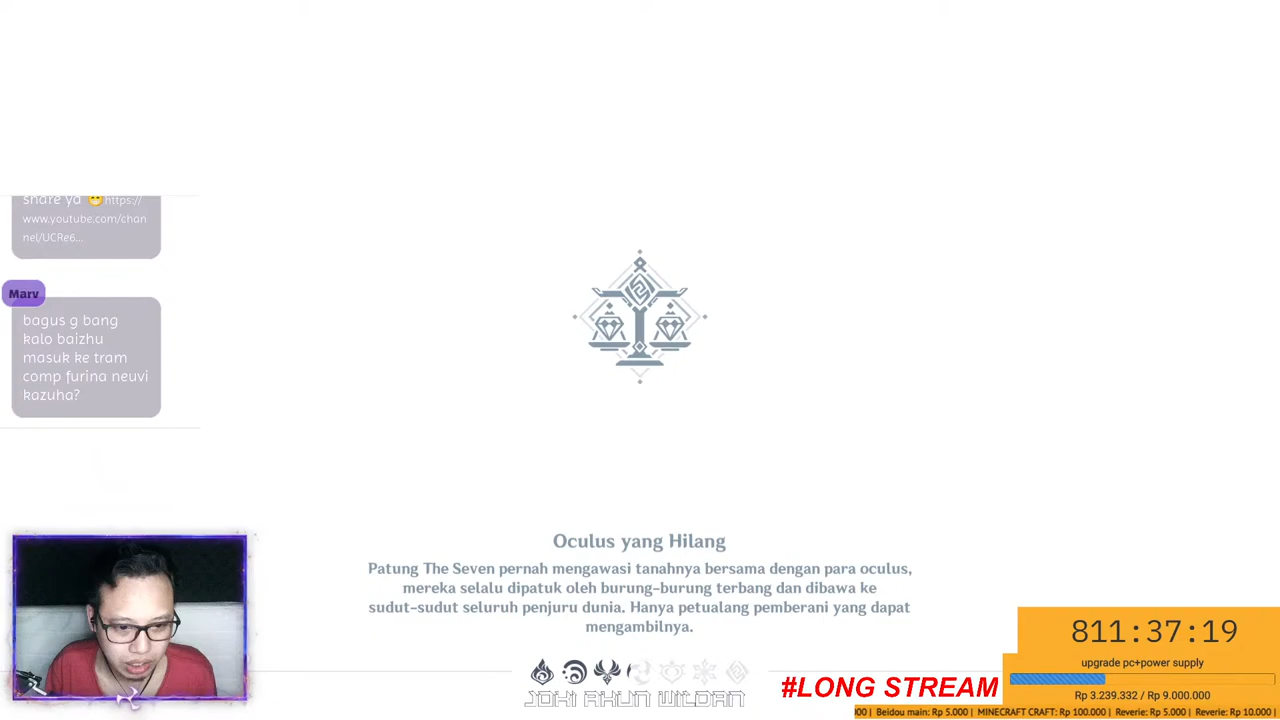 share ya 😁 https://
www.youtube.com/chan
nel/UCRe6...
Marv
bagus g bang
kalo baizhu
masuk ke tram
comp furina neuvi
kazuha?
Oculus yang Hilang
Patung The Seven pernah mengawasi tanahnya bersama dengan para oculus,
mereka selalu dipatuk oleh burung-burung terbang dan dibawa ke
sudut-sudut seluruh penjuru dunia. Hanya petualang pemberani yang dapat
mengambilnya.
JOKI AKUN WILDAN
#LONG STREAM
811:37:19
upgrade pc+power supply
Rp 3.239.332 / Rp 9.000.000
000 | Beidou main: Rp 5.000 | MINECRAFT CRAFT: Rp 100.000 | Reverie: Rp 5.000 | Reverie: Rp 10.000 |